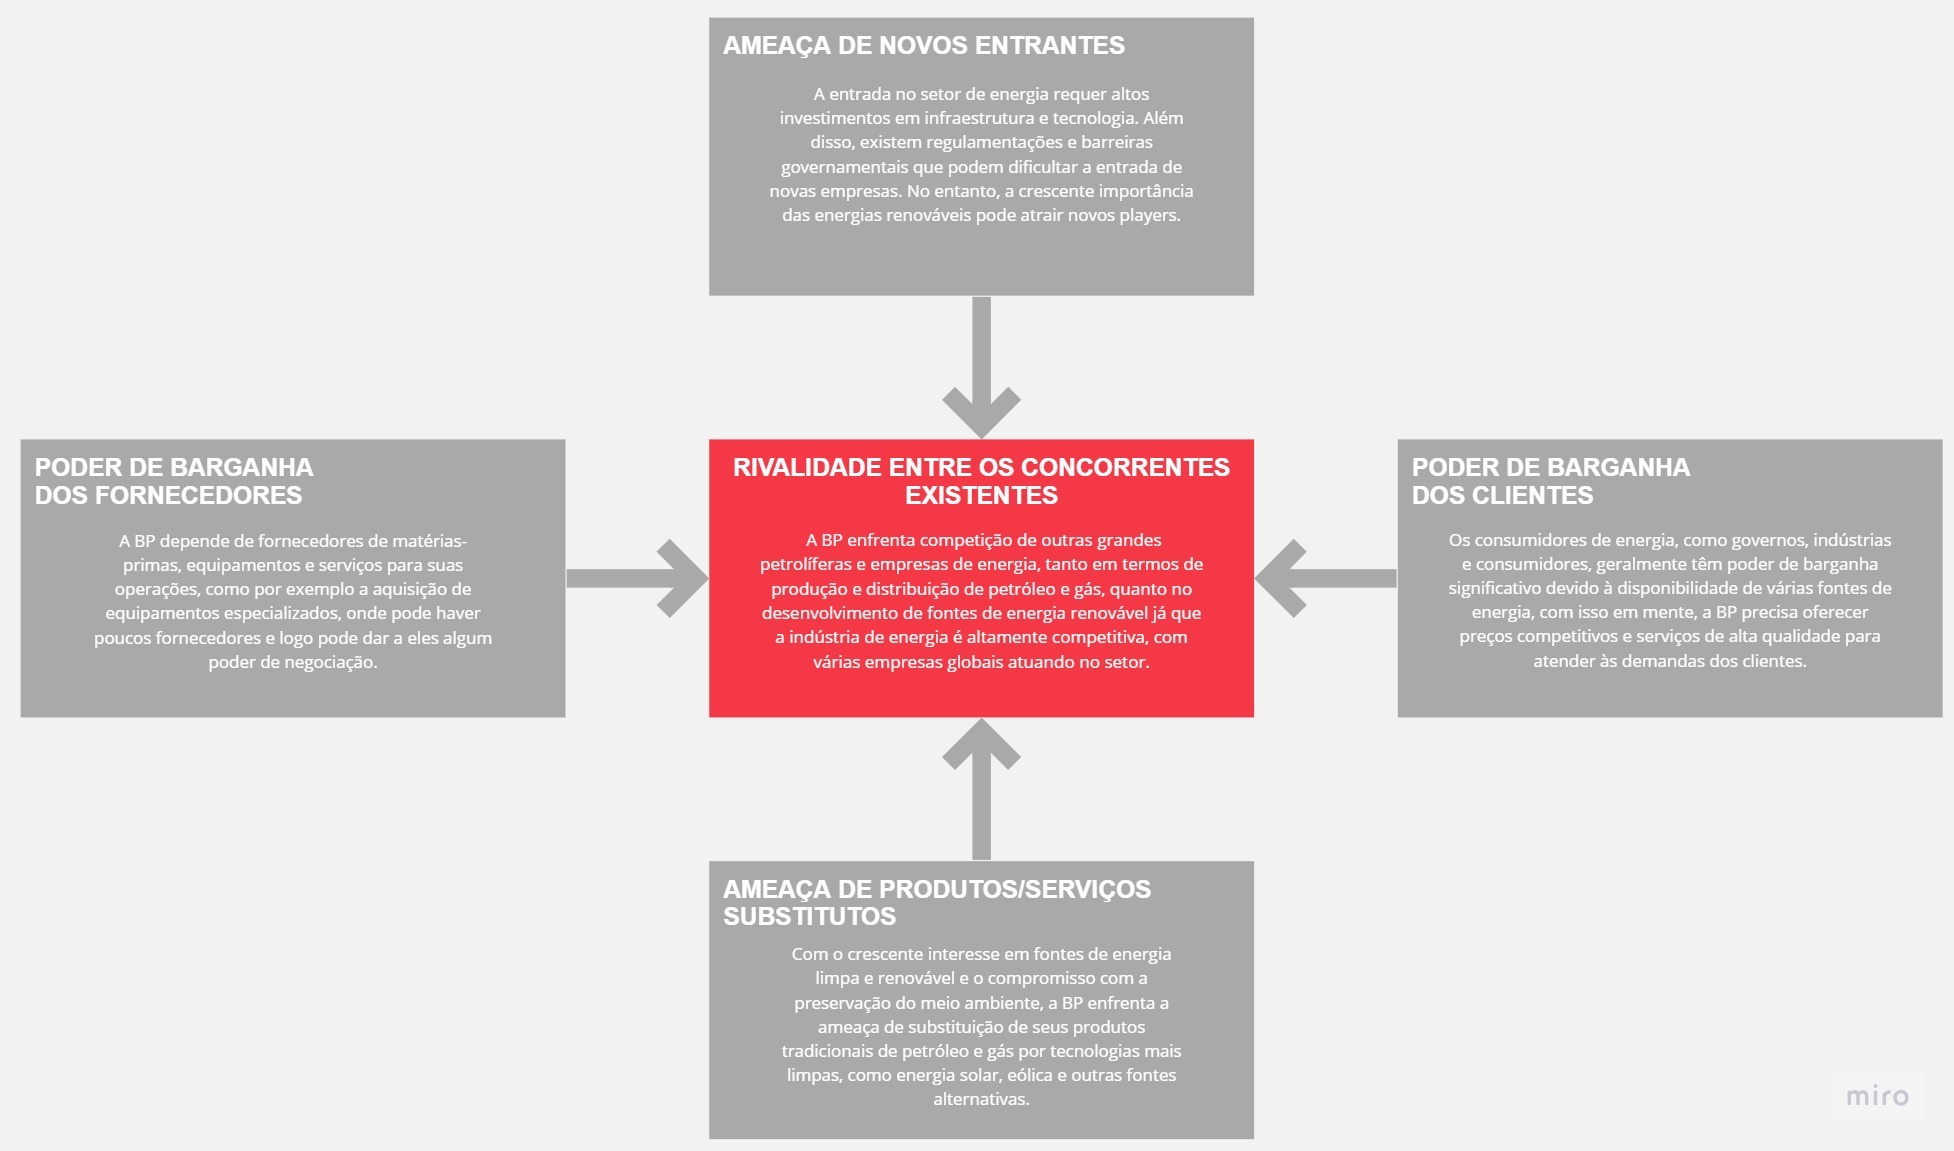 AMEAÇA DE NOVOS ENTRANTES
A entrada no setor de energia requer altos
investimentos em infraestrutura e tecnologia. Além
disso, existem regulamentações e barreiras
governamentais que podem dificultar a entrada de
novas empresas. No entanto, a crescente importância
das energias renováveis pode atrair novos players.
PODER DE BARGANHA
DOS FORNECEDORES
A BP depende de fornecedores de matérias-
primas, equipamentos e serviços para suas
operações, como por exemplo a aquisição de
equipamentos especializados, onde pode haver
poucos fornecedores e logo pode dar a eles algum
poder de negociação.
RIVALIDADE ENTRE OS CONCORRENTES
EXISTENTES
A BP enfrenta competição de outras grandes
petrolíferas e empresas de energia, tanto em termos de
produção e distribuição de petróleo e gás, quanto no
desenvolvimento de fontes de energia renovável já que
a indústria de energia é altamente competitiva, com
várias empresas globais atuando no setor.
PODER DE BARGANHA
DOS CLIENTES
Os consumidores de energia, como governos, indústrias
e consumidores, geralmente têm poder de barganha
significativo devido à disponibilidade de várias fontes de
energia, com isso em mente, a BP precisa oferecer
preços competitivos e serviços de alta qualidade para
atender às demandas dos clientes.
AMEAÇA DE PRODUTOS/SERVIÇOS
SUBSTITUTOS
Com o crescente interesse em fontes de energia
limpa e renovável e o compromisso com a
preservação do meio ambiente, a BP enfrenta a
ameaça de substituição de seus produtos
tradicionais de petróleo e gás por tecnologias mais
limpas, como energia solar, eólica e outras fontes
alternativas.
miro